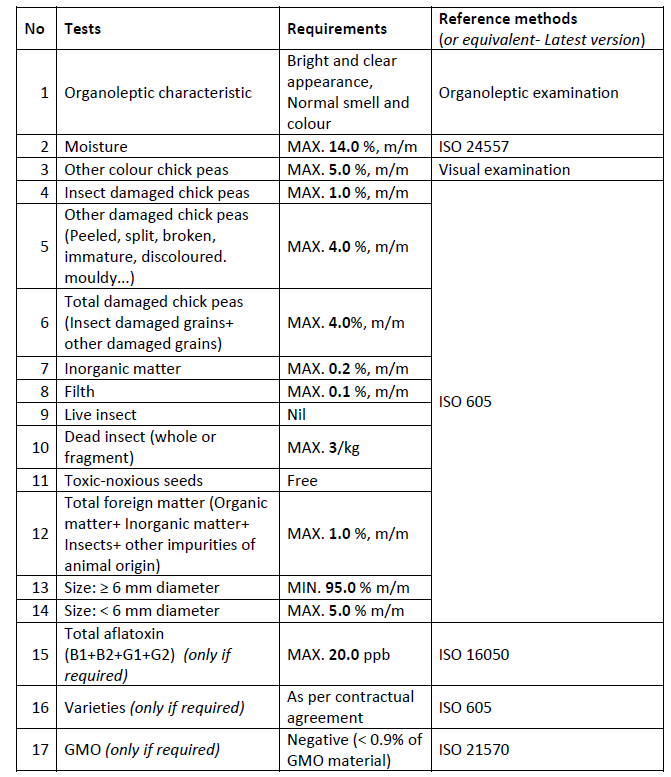 No Tests Requirements Reference methods
(or equivalent- Latest version)
1 Organoleptic characteristic Bright and clear
appearance,
Normal smell and
colour Organoleptic examination
2 Moisture MAX. 14.0 %, m/m ISO 24557
3 Other colour chick peas MAX. 5.0 %, m/m Visual examination
4 Insect damaged chick peas MAX. 1.0 %, m/m ISO 605
5 Other damaged chick peas
(Peeled, split, broken,
immature, discoloured.
mouldy...) MAX. 4.0 %, m/m
6 Total damaged chick peas
(Insect damaged grains+
other damaged grains) MAX. 4.0%, m/m
7 Inorganic matter MAX. 0.2 %, m/m
8 Filth MAX. 0.1 %, m/m
9 Live insect Nil
10 Dead insect (whole or
fragment) MAX. 3/kg
11 Toxic-noxious seeds Free
12 Total foreign matter (Organic
matter+ Inorganic matter+
Insects+ other impurities of
animal origin) MAX. 1.0 %, m/m
13 Size: ≥ 6 mm diameter MIN. 95.0 % m/m
14 Size: < 6 mm diameter MAX. 5.0 % m/m
15 Total aflatoxin
(B1+B2+G1+G2) (only if
required) MAX. 20.0 ppb ISO 16050
16 Varieties (only if required) As per contractual
agreement ISO 605
17 GMO (only if required) Negative (< 0.9% of
GMO material) ISO 21570